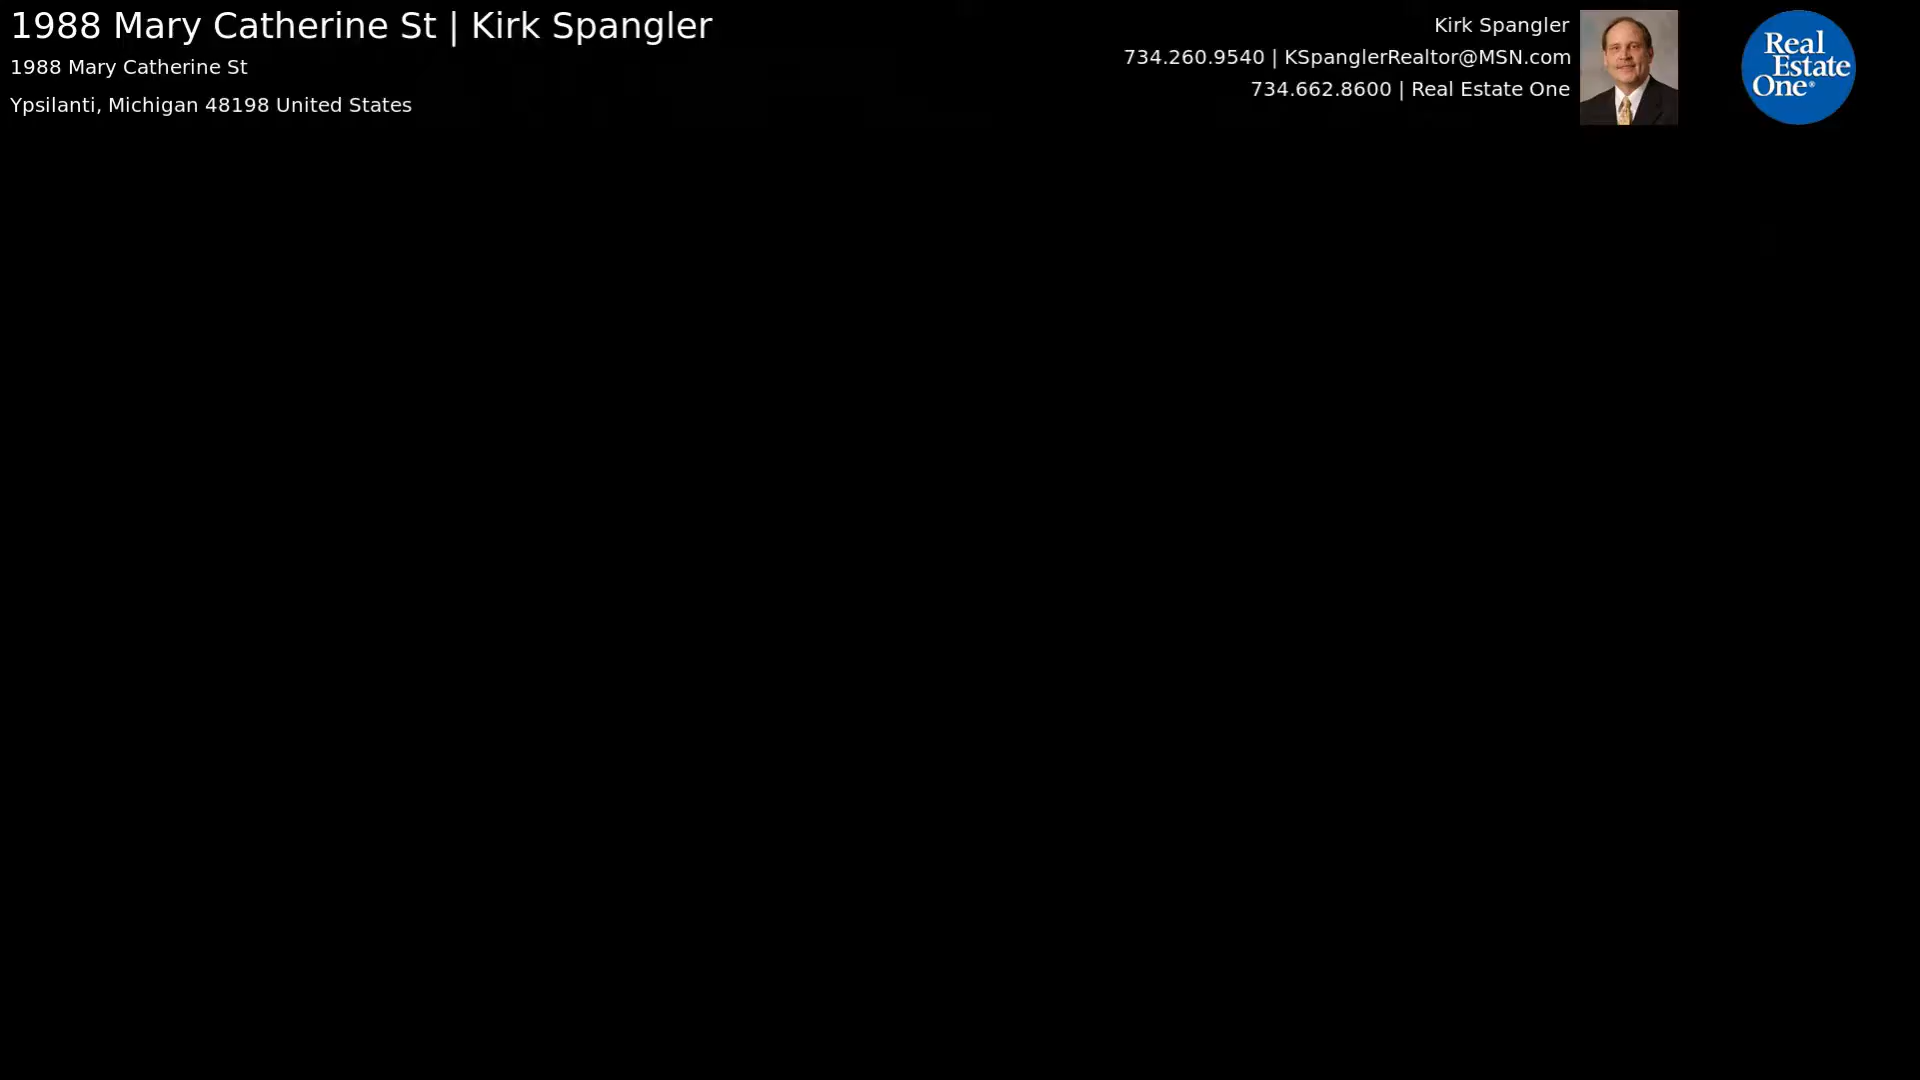 1988 Mary Catherine St | Kirk Spangler
1988 Mary Catherine St
Ypsilanti, Michigan 48198 United States
Kirk Spangler
734.260.9540 | KSpanglerRealtor@MSN.com
734.662.8600 | Real Estate One
Real
Estate
One®